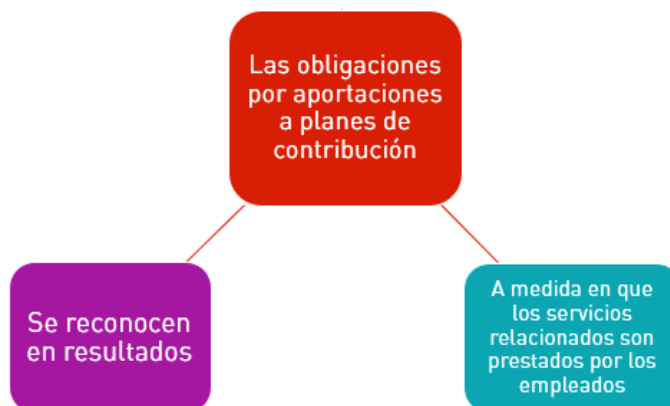 Las obligaciones
por aportaciones
a planes de
contribución
Se reconocen
en resultados
A medida en que
los servicios
relacionados son
prestados por los
empleados